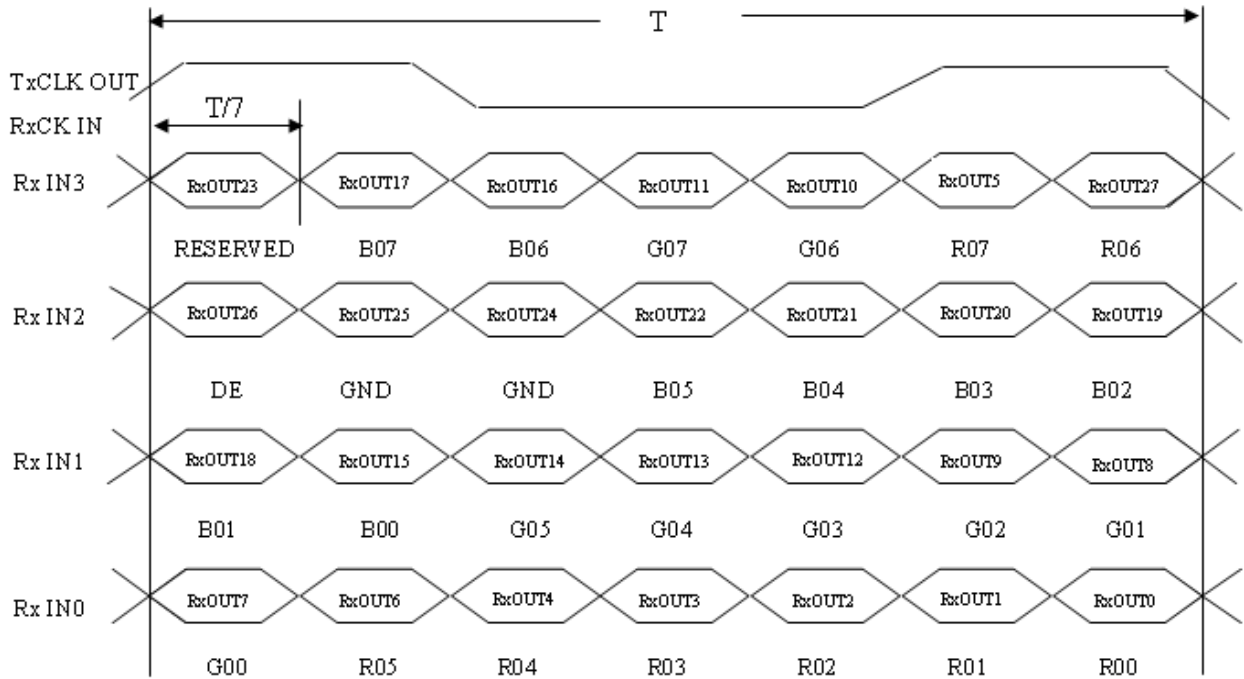 T
TxCLK OUT
T/7
RxCK IN
Rx IN3 RxOUT23 RxOUT17 RxOUT16 RxOUT11 RxOUT10 RxOUT5 RxOUT27
RESERVED B07 B06 G07 G06 R07 R06
Rx IN2 RxOUT26 RxOUT25 RxOUT24 RxOUT22 RxOUT21 RxOUT20 RxOUT19
DE GND GND B05 B04 B03 B02
Rx IN1 RxOUT18 RxOUT15 RxOUT14 RxOUT13 RxOUT12 RxOUT9 RxOUT8
B01 B00 G05 G04 G03 G02 G01
Rx IN0 RxOUT7 RxOUT6 RxOUT4 RxOUT3 RxOUT2 RxOUT1 RxOUT0
G00 R05 R04 R03 R02 R01 R00